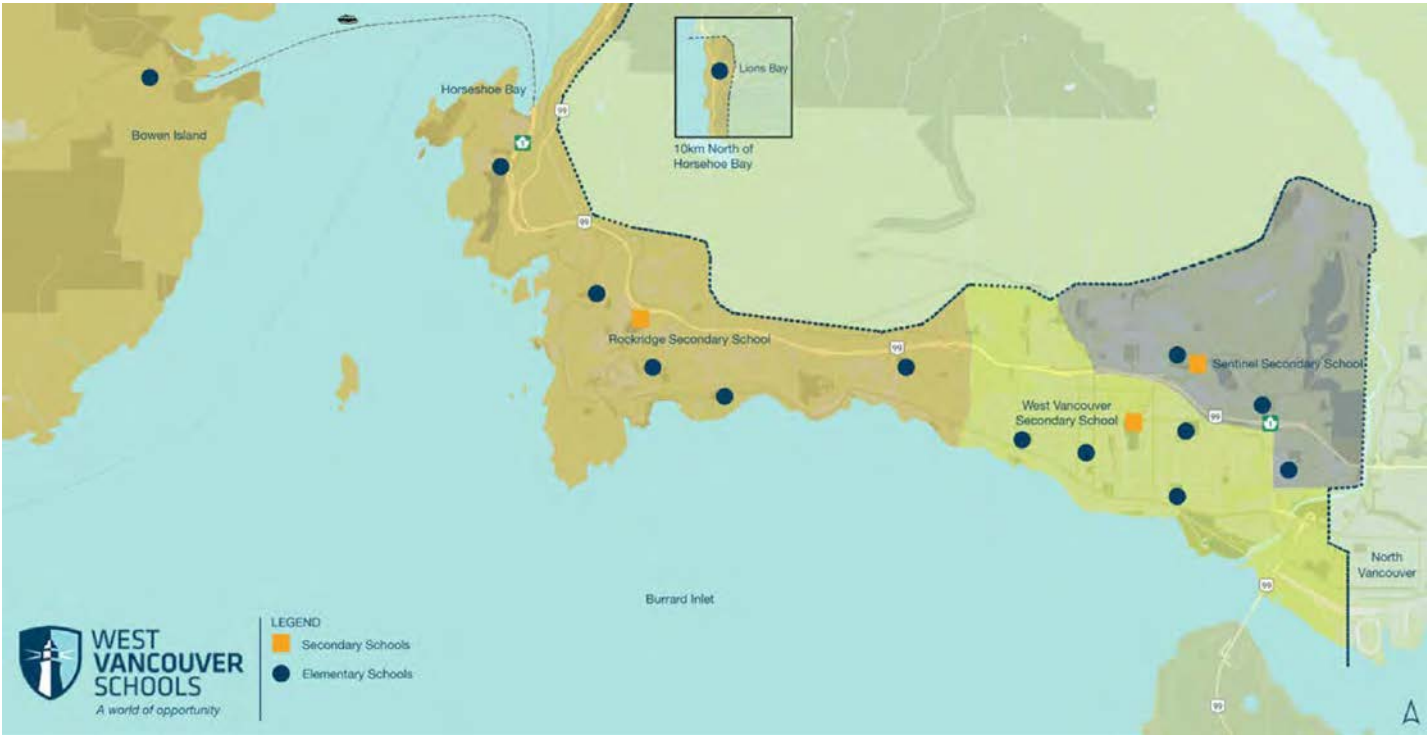 Lions Bay
10km North of
Horsehoe Bay
Horseshoe Bay
Bowen Island
99
1
99
Rockridge Secondary School
99
Sentinel Secondary School
West Vancouver
Secondary School
99
1
North
Vancouver
99
Burrard Inlet
99
WEST
VANCOUVER
SCHOOLS
A world of opportunity
LEGEND
Secondary Schools
Elementary Schools